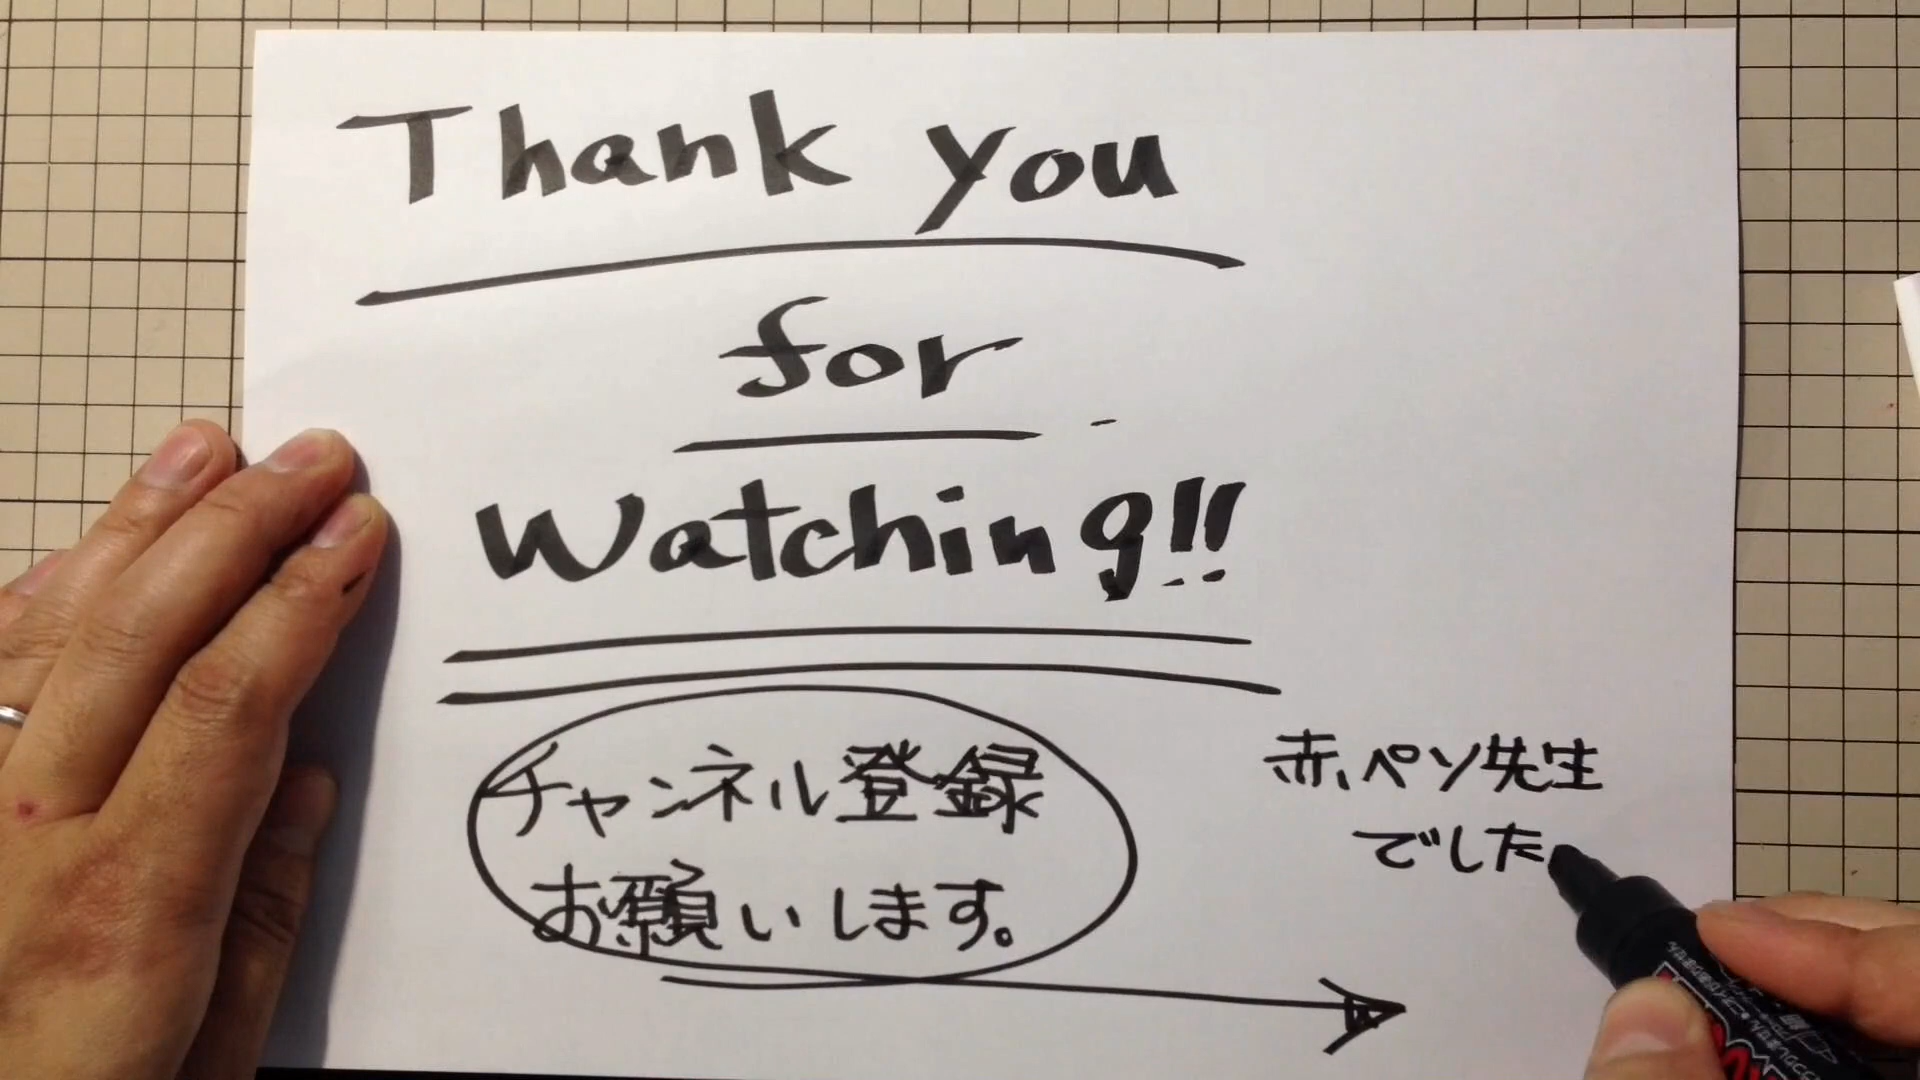 Thank you
for
Watching!!
チャンネル登録
お願いします。
赤ペン先生
でした